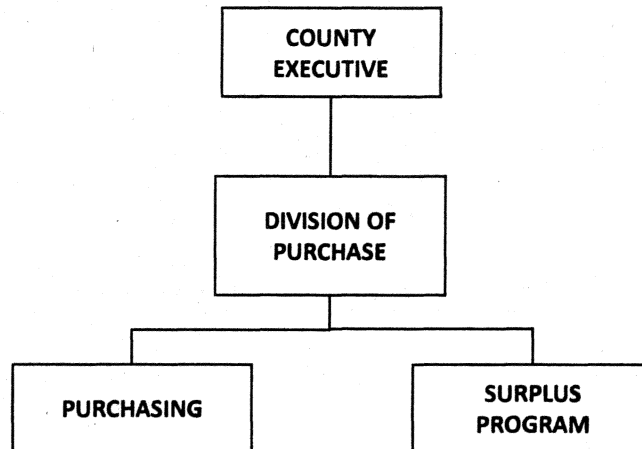 COUNTY
EXECUTIVE
DIVISION OF
PURCHASE
PURCHASING
SURPLUS
PROGRAM